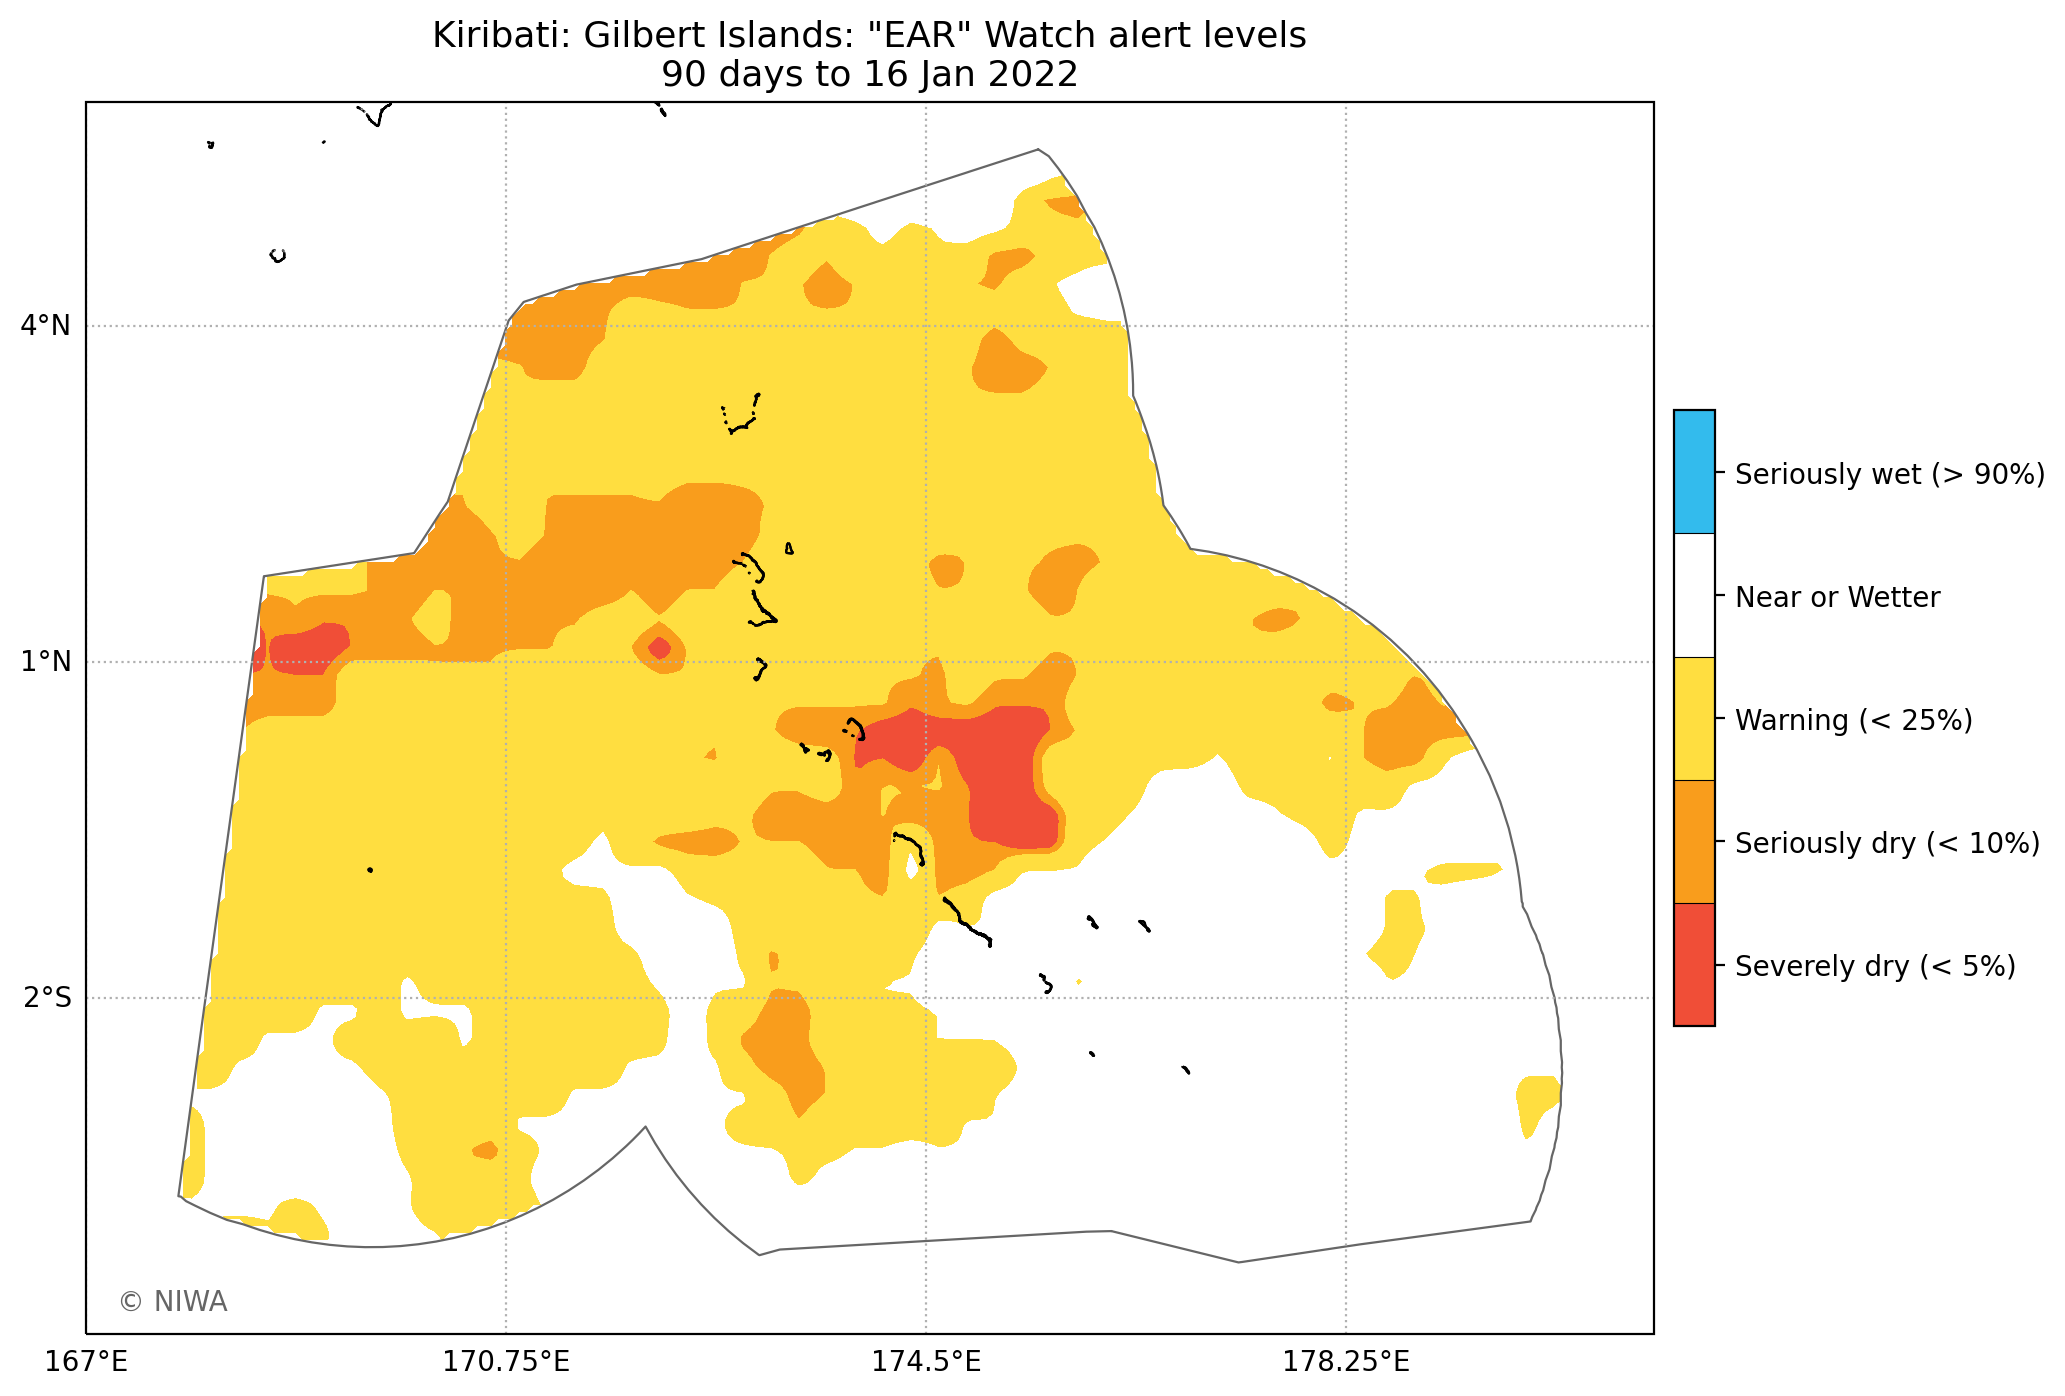 Kiribati: Gilbert Islands: "EAR" Watch alert levels
90 days to 16 Jan 2022
4°N
1°N
2°S
167°E
170.75°E
174.5°E
178.25°E
Seriously wet (> 90%)
Near or Wetter
Warning (< 25%)
Seriously dry (< 10%)
Severely dry (< 5%)
© NIWA